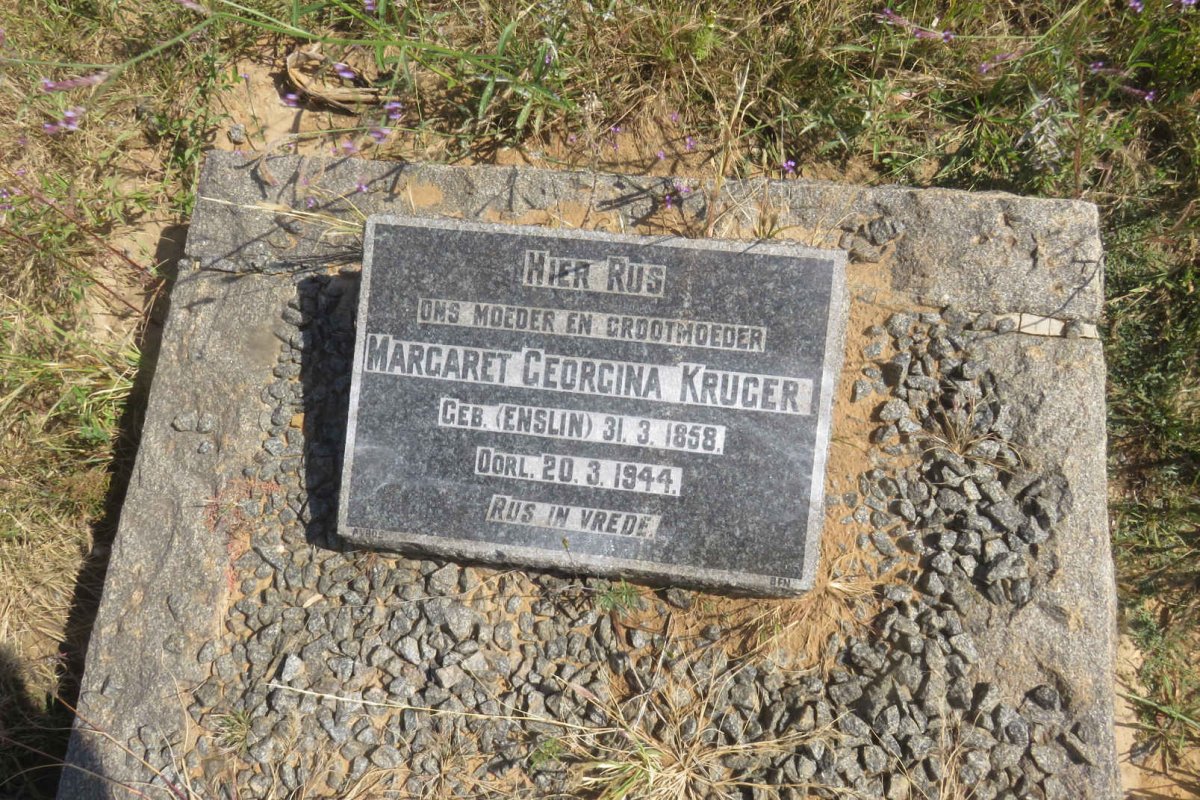 HIER RUS
ONS MOEDER EN GROOTMOEDER
MARGARET GEORGINA KRUGER
GEB. (ENSLIN) 31. 3. 1858.
OORL. 20. 3. 1944.
RUS IN VREDE